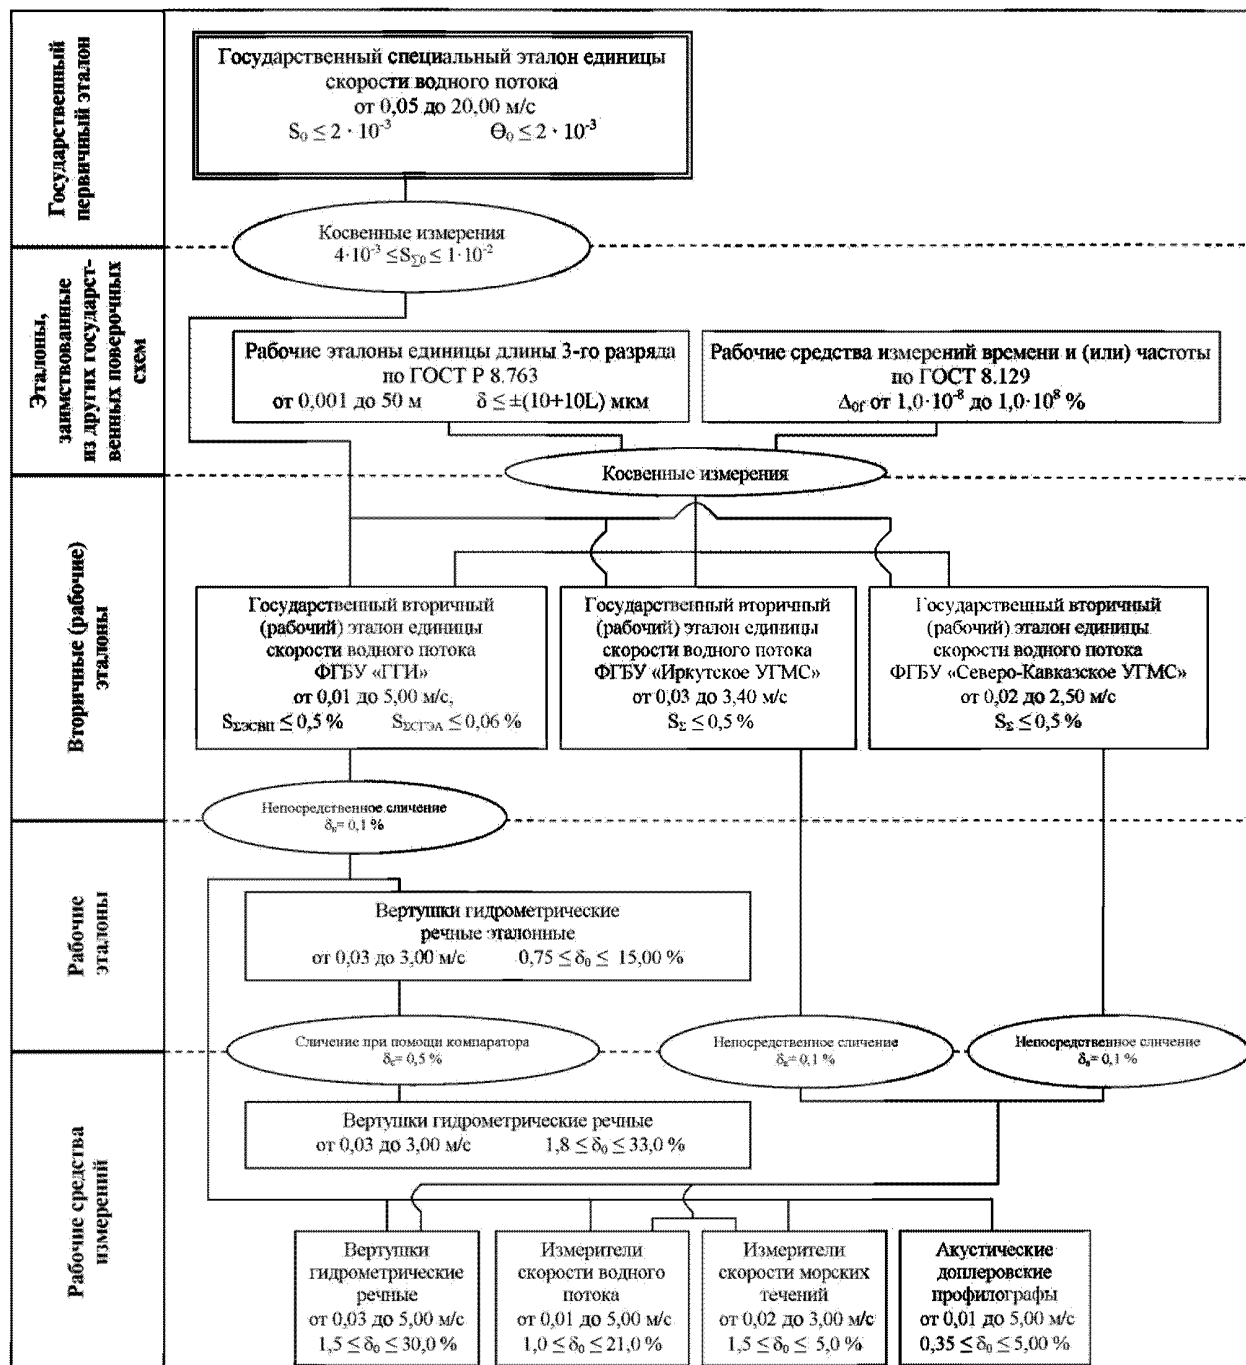 Государственный
первичный эталон
Государственный специальный эталон единицы
скорости водного потока
от 0,05 до 20,00 м/с
S₀ ≤ 2 · 10⁻³ Θ₀ ≤ 2 · 10⁻³
Косвенные измерения
4·10⁻³ ≤S_Σ₀ ≤ 1·10⁻²
Эталоны,
заимствованные
из других государст-
венных поверочных
схем
Рабочие эталоны единицы длины 3-го разряда
по ГОСТ Р 8.763
от 0,001 до 50 м δ ≤ ±(10+10L) мкм
Рабочие средства измерений времени и (или) частоты
по ГОСТ 8.129
Δ₀f от 1,0·10⁻⁸ до 1,0·10⁸ %
Косвенные измерения
Вторичные (рабочие)
эталоны
Государственный вторичный
(рабочий) эталон единицы
скорости водного потока
ФГБУ «ГГИ»
от 0,01 до 5,00 м/с,
S_ΣЭСВП ≤ 0,5 % S_ΣСГЭА ≤ 0,06 %
Государственный вторичный
(рабочий) эталон единицы
скорости водного потока
ФГБУ «Иркутское УГМС»
от 0,03 до 3,40 м/с
S_Σ ≤ 0,5 %
Государственный вторичный
(рабочий) эталон единицы
скорости водного потока
ФГБУ «Северо-Кавказское УГМС»
от 0,02 до 2,50 м/с
S_Σ ≤ 0,5 %
Непосредственное сличение
= 0,1 %
Рабочие
эталоны
Вертушки гидрометрические
речные эталонные
от 0,03 до 3,00 м/с 0,75 ≤ δ₀ ≤ 15,00 %
Сличение при помощи компаратора
= 0,5 %
Непосредственное сличение
= 0,1 %
Непосредственное сличение
= 0,1 %
Рабочие средства
измерений
Вертушки гидрометрические речные
от 0,03 до 3,00 м/с 1,8 ≤ δ₀ ≤ 33,0 %
Вертушки
гидрометрические
речные
от 0,03 до 5,00 м/с
1,5 ≤ δ₀ ≤ 30,0 %
Измерители
скорости водного
потока
от 0,01 до 5,00 м/с
1,0 ≤ δ₀ ≤ 21,0 %
Измерители
скорости морских
течений
от 0,02 до 3,00 м/с
1,5 ≤ δ₀ ≤ 5,0 %
Акустические
доплеровские
профилографы
от 0,01 до 5,00 м/с
0,35 ≤ δ₀ ≤ 5,00 %